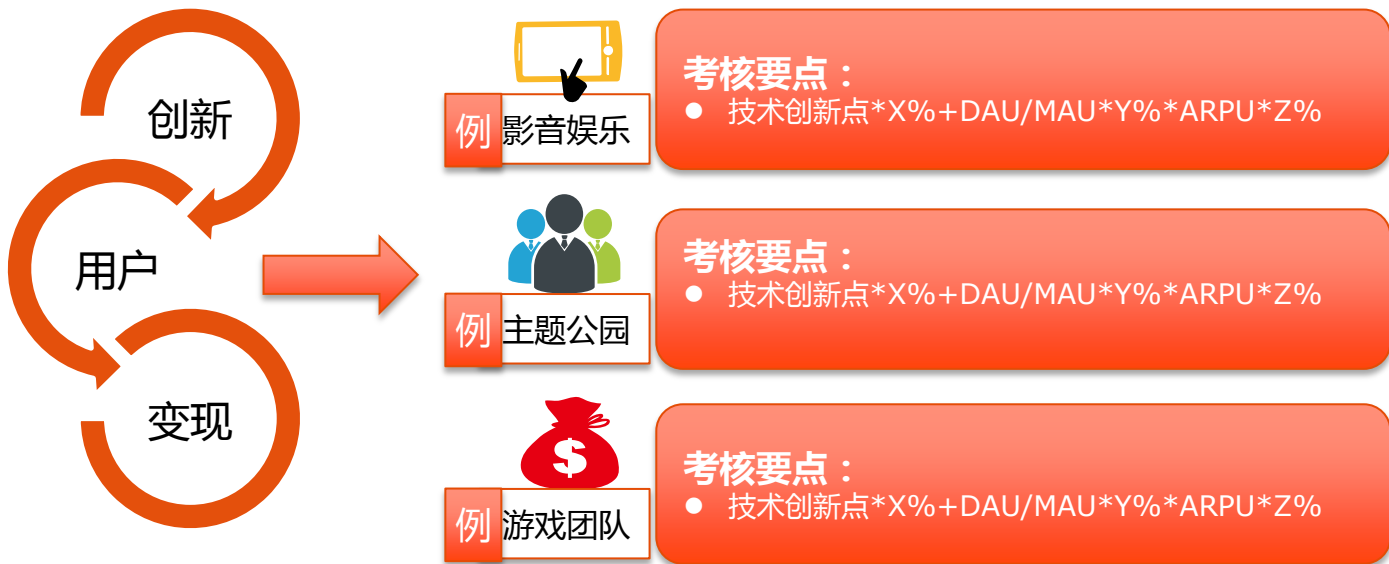 创新
用户
变现
例 影音娱乐
考核要点：
● 技术创新点*X%+DAU/MAU*Y%*ARPU*Z%
例 主题公园
考核要点：
● 技术创新点*X%+DAU/MAU*Y%*ARPU*Z%
$
例 游戏团队
考核要点：
● 技术创新点*X%+DAU/MAU*Y%*ARPU*Z%